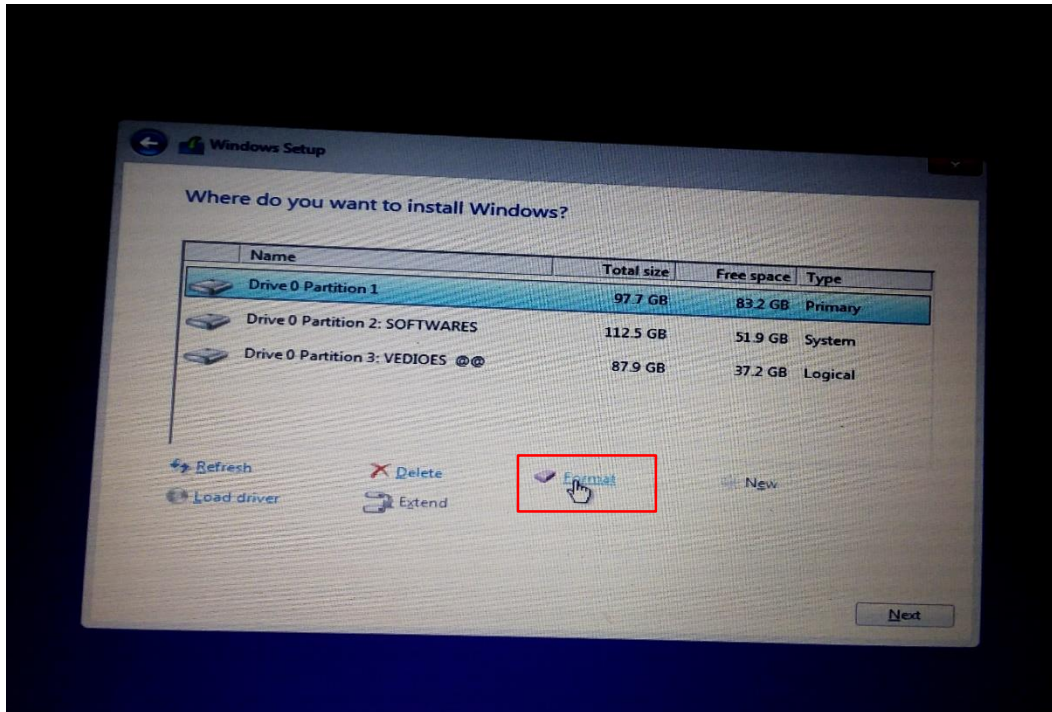 Windows Setup
Where do you want to install Windows?
Name Total size Free space Type
Drive 0 Partition 1 97.7 GB 83.2 GB Primary
Drive 0 Partition 2: SOFTWARES 112.5 GB 51.9 GB System
Drive 0 Partition 3: VEDIOES @@ 87.9 GB 37.2 GB Logical
Refresh Delete Format New
Load driver Extend
Next